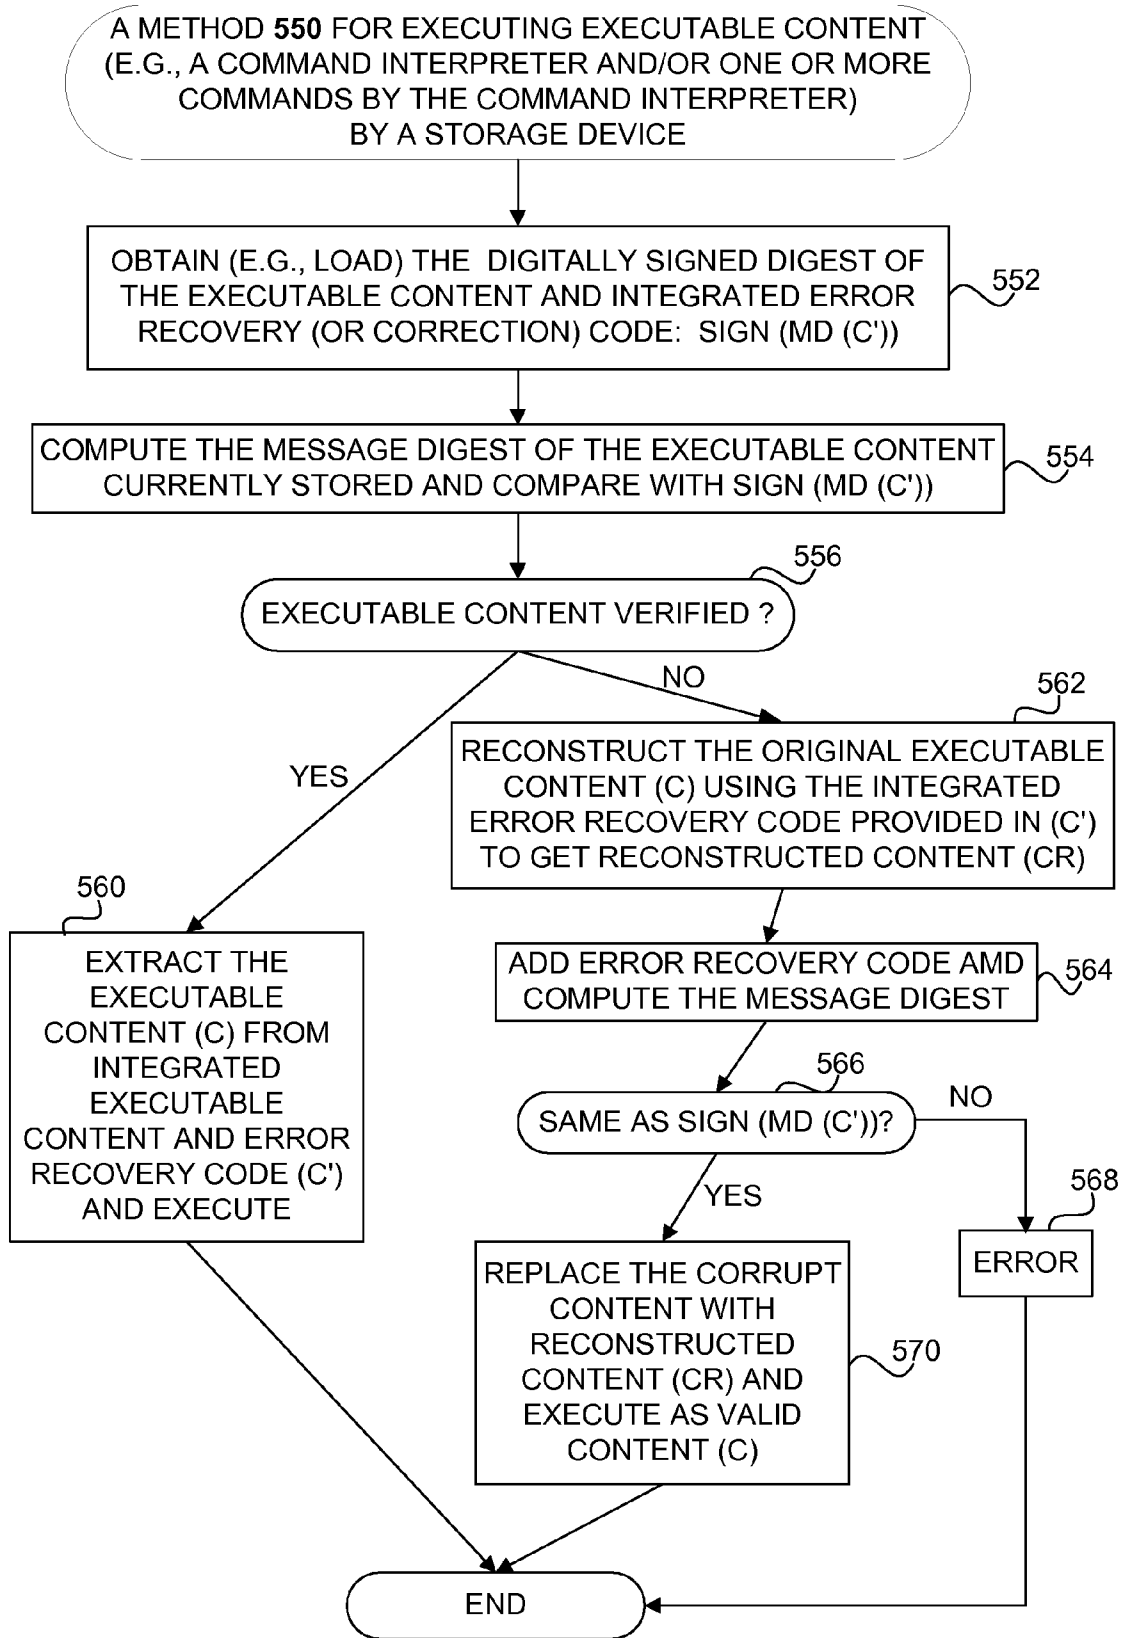 A METHOD 550 FOR EXECUTING EXECUTABLE CONTENT
(E.G., A COMMAND INTERPRETER AND/OR ONE OR MORE
COMMANDS BY THE COMMAND INTERPRETER)
BY A STORAGE DEVICE
OBTAIN (E.G., LOAD) THE DIGITALLY SIGNED DIGEST OF
THE EXECUTABLE CONTENT AND INTEGRATED ERROR
RECOVERY (OR CORRECTION) CODE: SIGN (MD (C'))
552
COMPUTE THE MESSAGE DIGEST OF THE EXECUTABLE CONTENT
CURRENTLY STORED AND COMPARE WITH SIGN (MD (C'))
554
556
EXECUTABLE CONTENT VERIFIED ?
NO
YES
562
RECONSTRUCT THE ORIGINAL EXECUTABLE
CONTENT (C) USING THE INTEGRATED
ERROR RECOVERY CODE PROVIDED IN (C')
TO GET RECONSTRUCTED CONTENT (CR)
560
EXTRACT THE
EXECUTABLE
CONTENT (C) FROM
INTEGRATED
EXECUTABLE
CONTENT AND ERROR
RECOVERY CODE (C')
AND EXECUTE
ADD ERROR RECOVERY CODE AMD
COMPUTE THE MESSAGE DIGEST
564
566
SAME AS SIGN (MD (C'))?
NO
YES
568
ERROR
REPLACE THE CORRUPT
CONTENT WITH
RECONSTRUCTED
CONTENT (CR) AND
EXECUTE AS VALID
CONTENT (C)
570
END